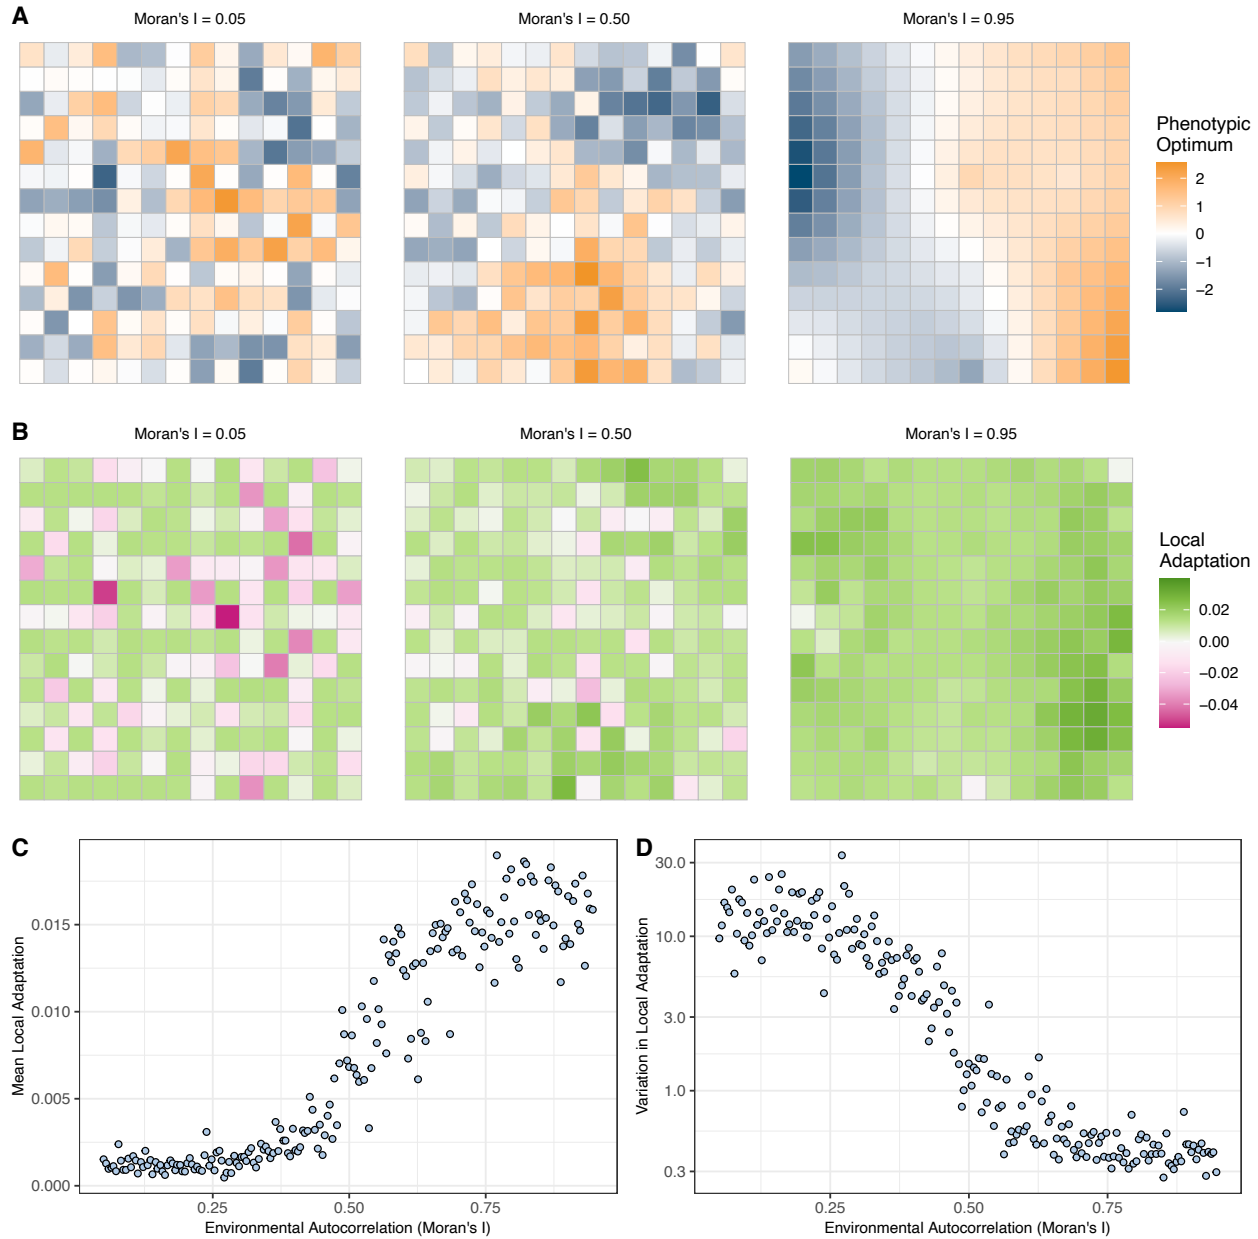 A
Moran's I = 0.05
Moran's I = 0.50
Moran's I = 0.95
Phenotypic
Optimum
2
1
0
−1
−2
B
Moran's I = 0.05
Moran's I = 0.50
Moran's I = 0.95
Local
Adaptation
0.02
0.00
−0.02
−0.04
C
Mean Local Adaptation
0.015
0.010
0.005
0.000
0.25
0.50
0.75
Environmental Autocorrelation (Moran's I)
D
Variation in Local Adaptation
30.0
10.0
3.0
1.0
0.3
0.25
0.50
0.75
Environmental Autocorrelation (Moran's I)